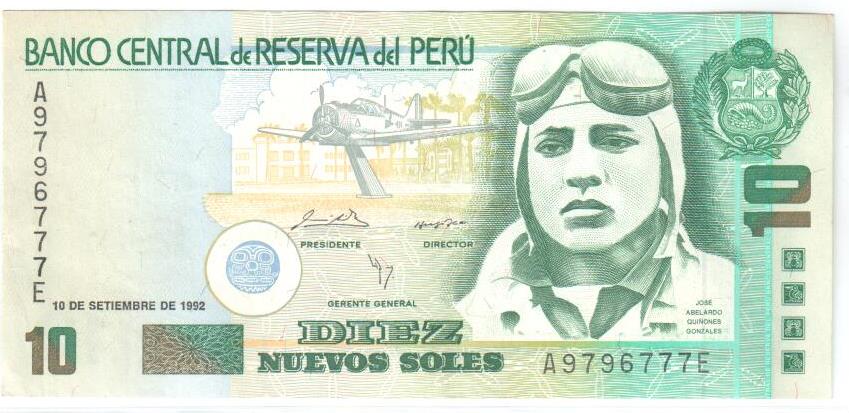 BANCO CENTRAL de RESERVA del PERÚ
A9796777E
10
PRESIDENTE
DIRECTOR
GERENTE GENERAL
10 DE SETIEMBRE DE 1992
JOSE
ABELARDO
QUIÑONES
GONZALES
10
DIEZ
NUEVOS SOLES
A9796777E